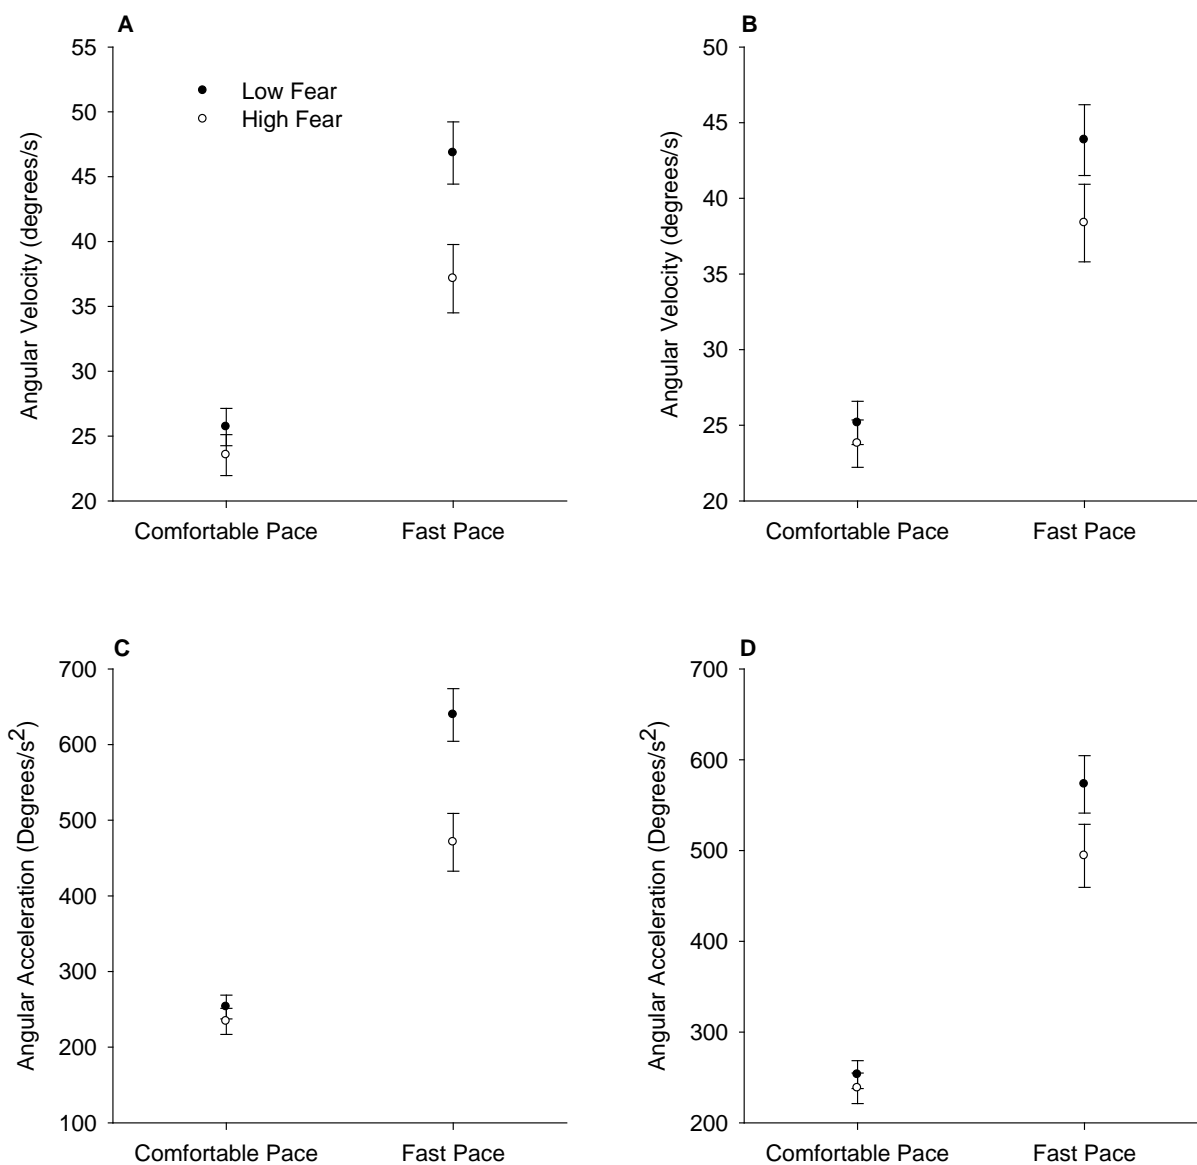 A
55
50
45
40
35
30
25
20
Angular Velocity (degrees/s)
Low Fear
High Fear
Comfortable Pace
Fast Pace
B
50
45
40
35
30
25
20
Angular Velocity (degrees/s)
Comfortable Pace
Fast Pace
C
700
600
500
400
300
200
100
Angular Acceleration (Degrees/s²)
Comfortable Pace
Fast Pace
D
700
600
500
400
300
200
Angular Acceleration (Degrees/s²)
Comfortable Pace
Fast Pace